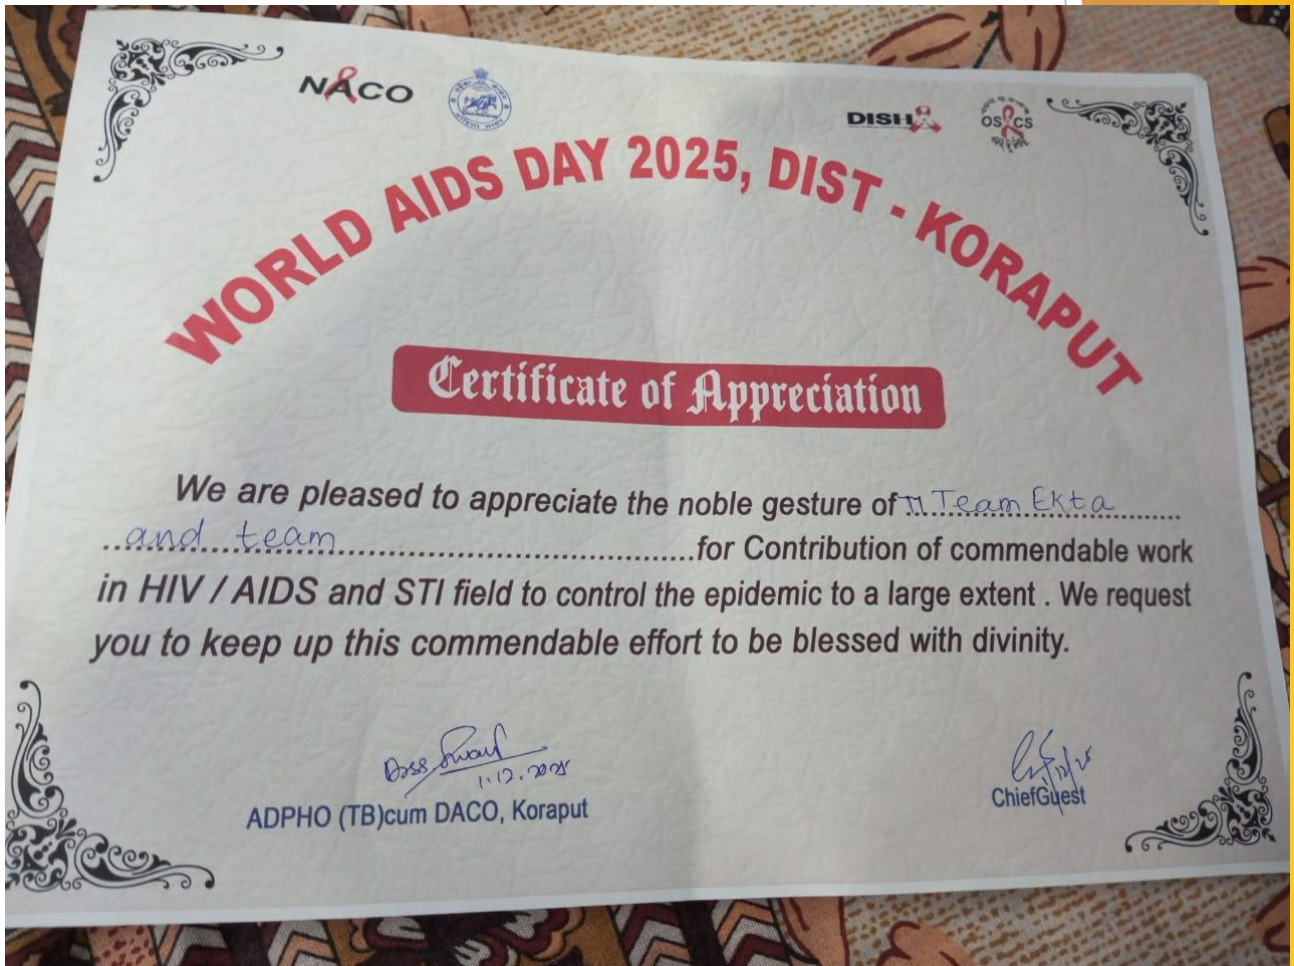 NACO
DISHA
OSACS
WORLD AIDS DAY 2025, DIST - KORAPUT
Certificate of Appreciation
We are pleased to appreciate the noble gesture of Team Ekta
and team for Contribution of commendable work
in HIV / AIDS and STI field to control the epidemic to a large extent . We request
you to keep up this commendable effort to be blessed with divinity.
1.12.2025
ADPHO (TB)cum DACO, Koraput
ChiefGuest